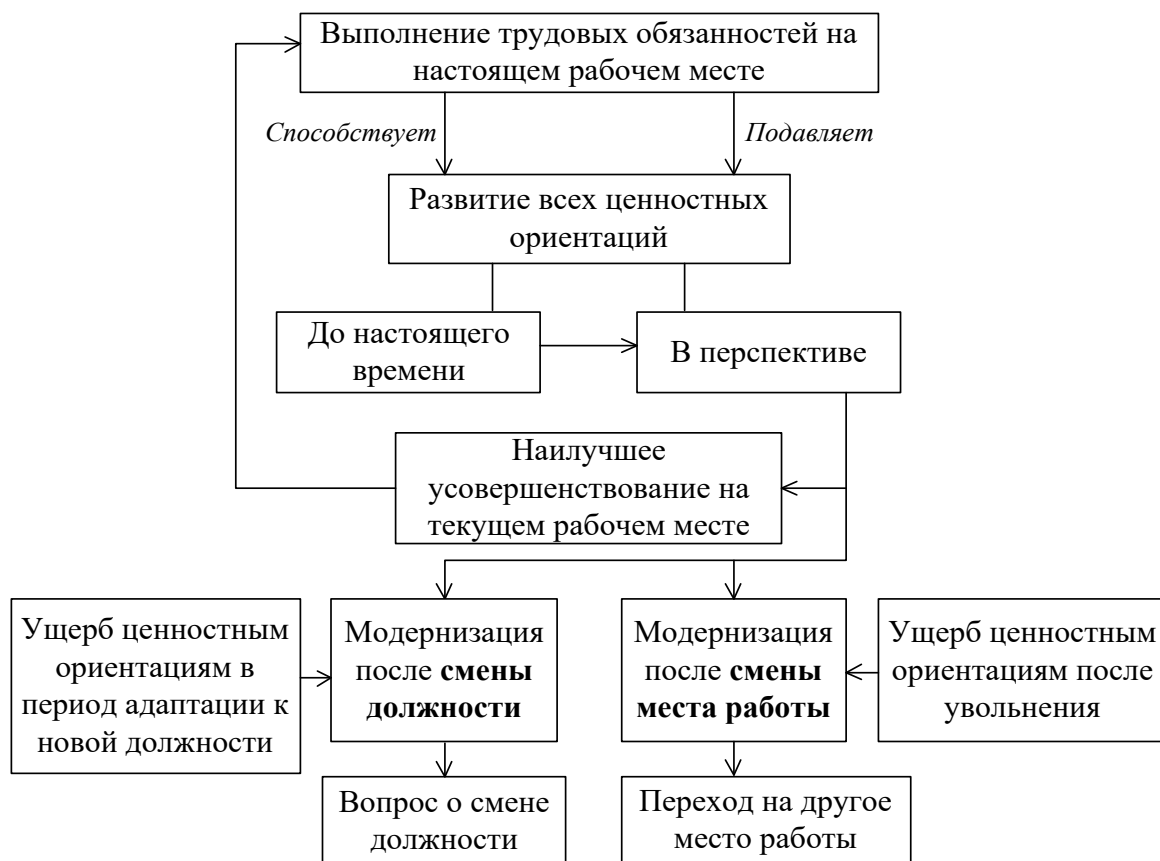 Выполнение трудовых обязанностей на
настоящем рабочем месте
Способствует
Подавляет
Развитие всех ценностных
ориентаций
До настоящего
времени
В перспективе
Наилучшее
усовершенствование на
текущем рабочем месте
Ущерб ценностным
ориентациям в
период адаптации к
новой должности
Модернизация
после смены
должности
Модернизация
после смены
места работы
Ущерб ценностным
ориентациям после
увольнения
Вопрос о смене
должности
Переход на другое
место работы